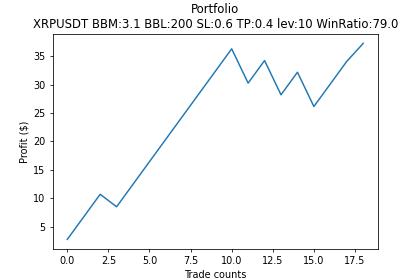 Portfolio
XRPUSDT BBM:3.1 BBL:200 SL:0.6 TP:0.4 lev:10 WinRatio:79.0
35
30
25
20
15
10
5
Profit ($)
0.0 2.5 5.0 7.5 10.0 12.5 15.0 17.5
Trade counts